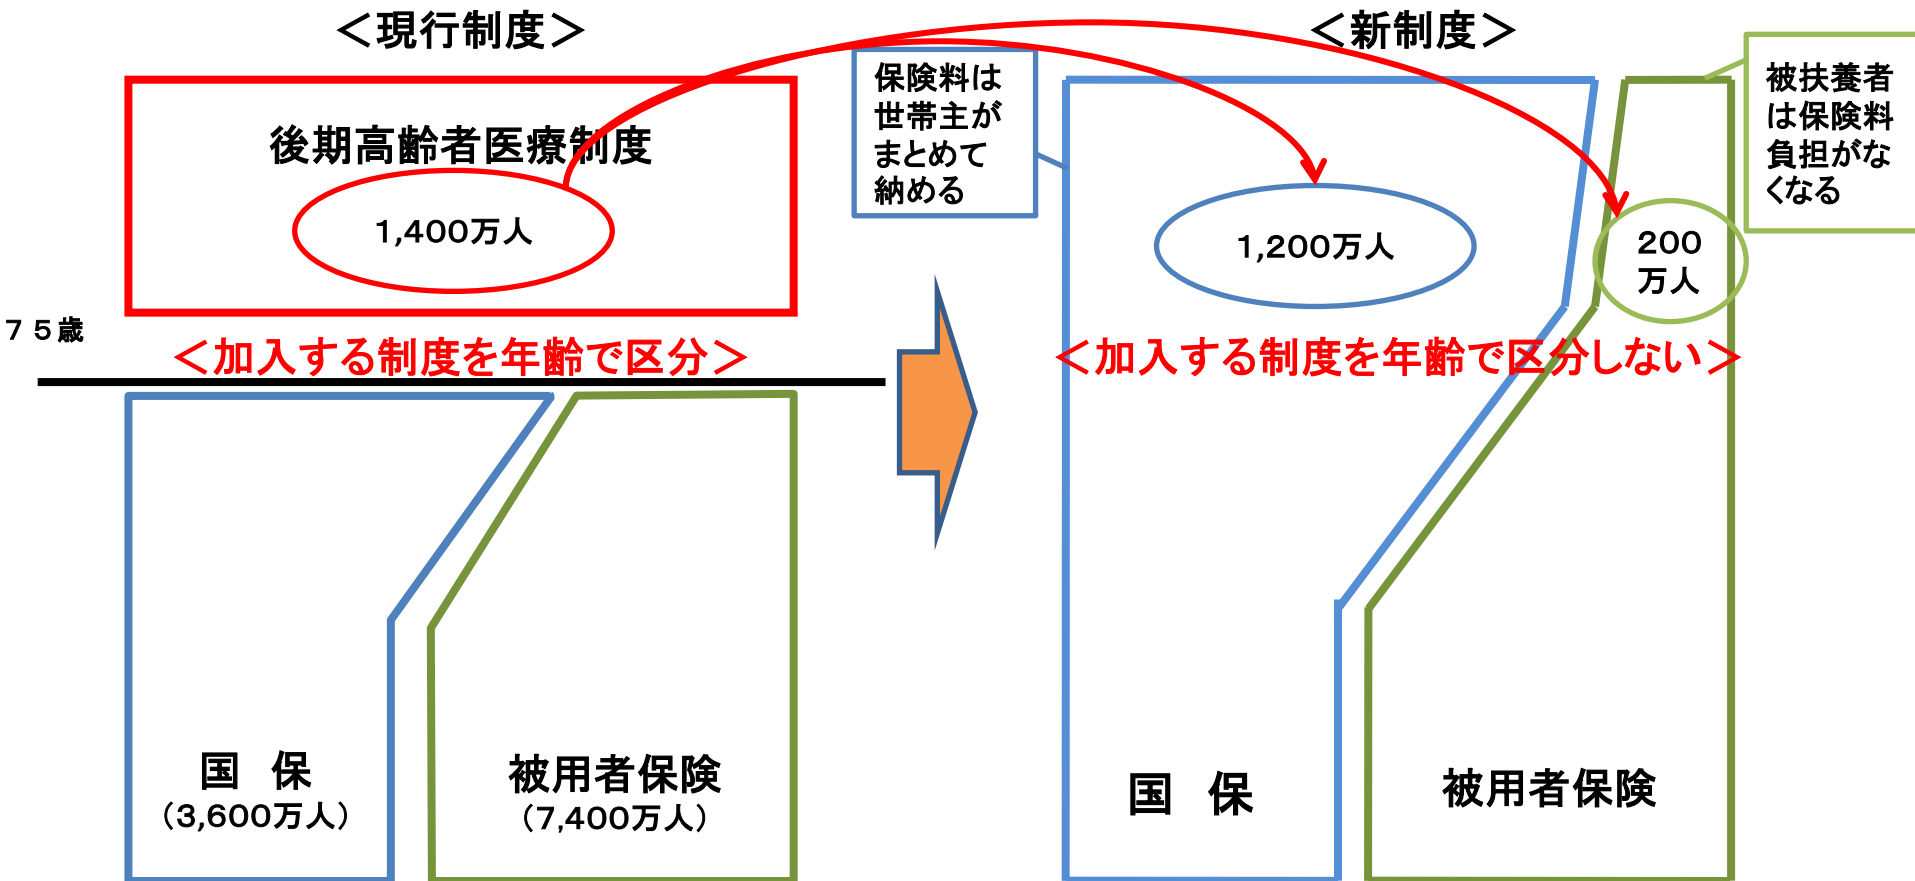 ＜現行制度＞
後期高齢者医療制度
1,400万人
７５歳
＜加入する制度を年齢で区分＞
国　保
（3,600万人）
被用者保険
（7,400万人）
＜新制度＞
保険料は
世帯主が
まとめて
納める
被扶養者
は保険料
負担がな
くなる
1,200万人
200
万人
＜加入する制度を年齢で区分しない＞
国　保
被用者保険